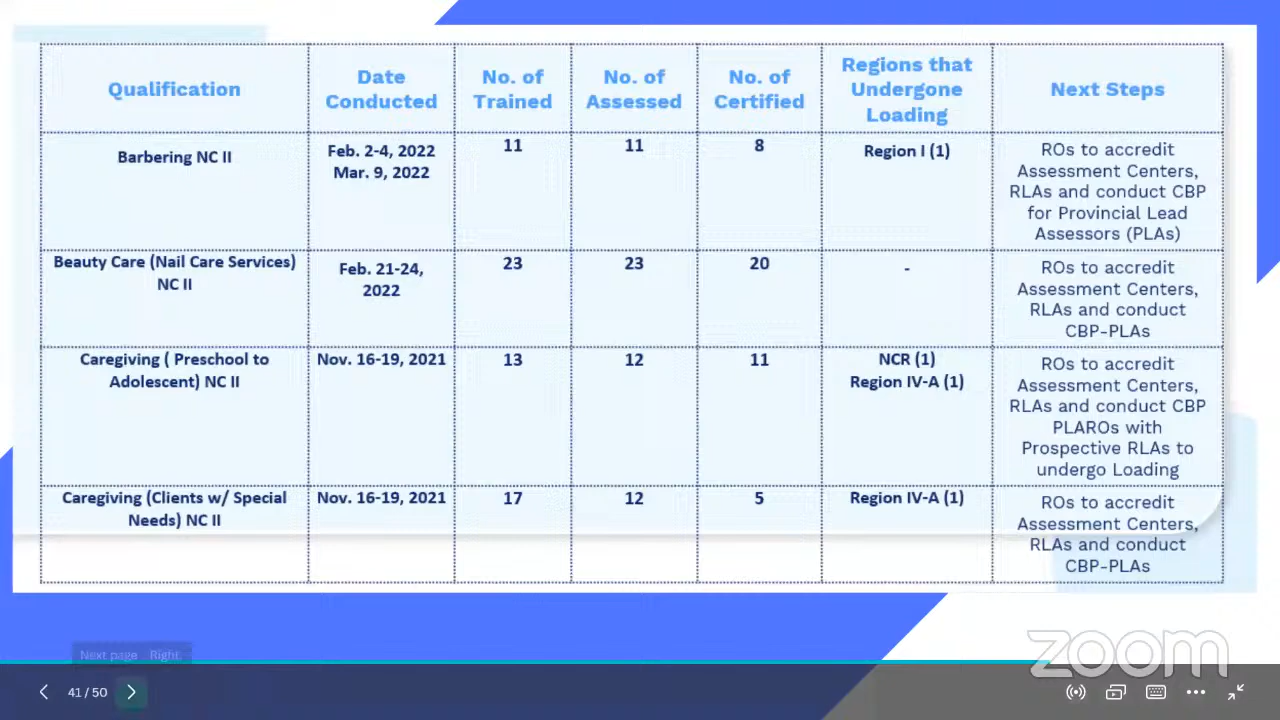 Qualification
Date
Conducted
No. of
Trained
No. of
Assessed
No. of
Certified
Regions that
Undergone
Loading
Next Steps
Barbering NC II
Feb. 2-4, 2022
Mar. 9, 2022
11
11
8
Region I (1)
ROs to accredit
Assessment Centers,
RLAs and conduct CBP
for Provincial Lead
Assessors (PLAs)
Beauty Care (Nail Care Services)
NC II
Feb. 21-24,
2022
23
23
20
-
ROs to accredit
Assessment Centers,
RLAs and conduct
CBP-PLAs
Caregiving ( Preschool to
Adolescent) NC II
Nov. 16-19, 2021
13
12
11
NCR (1)
Region IV-A (1)
ROs to accredit
Assessment Centers,
RLAs and conduct CBP
PLAROs with
Prospective RLAs to
undergo Loading
Caregiving (Clients w/ Special
Needs) NC II
Nov. 16-19, 2021
17
12
5
Region IV-A (1)
ROs to accredit
Assessment Centers,
RLAs and conduct
CBP-PLAs
Next page Right
zoom
41 / 50